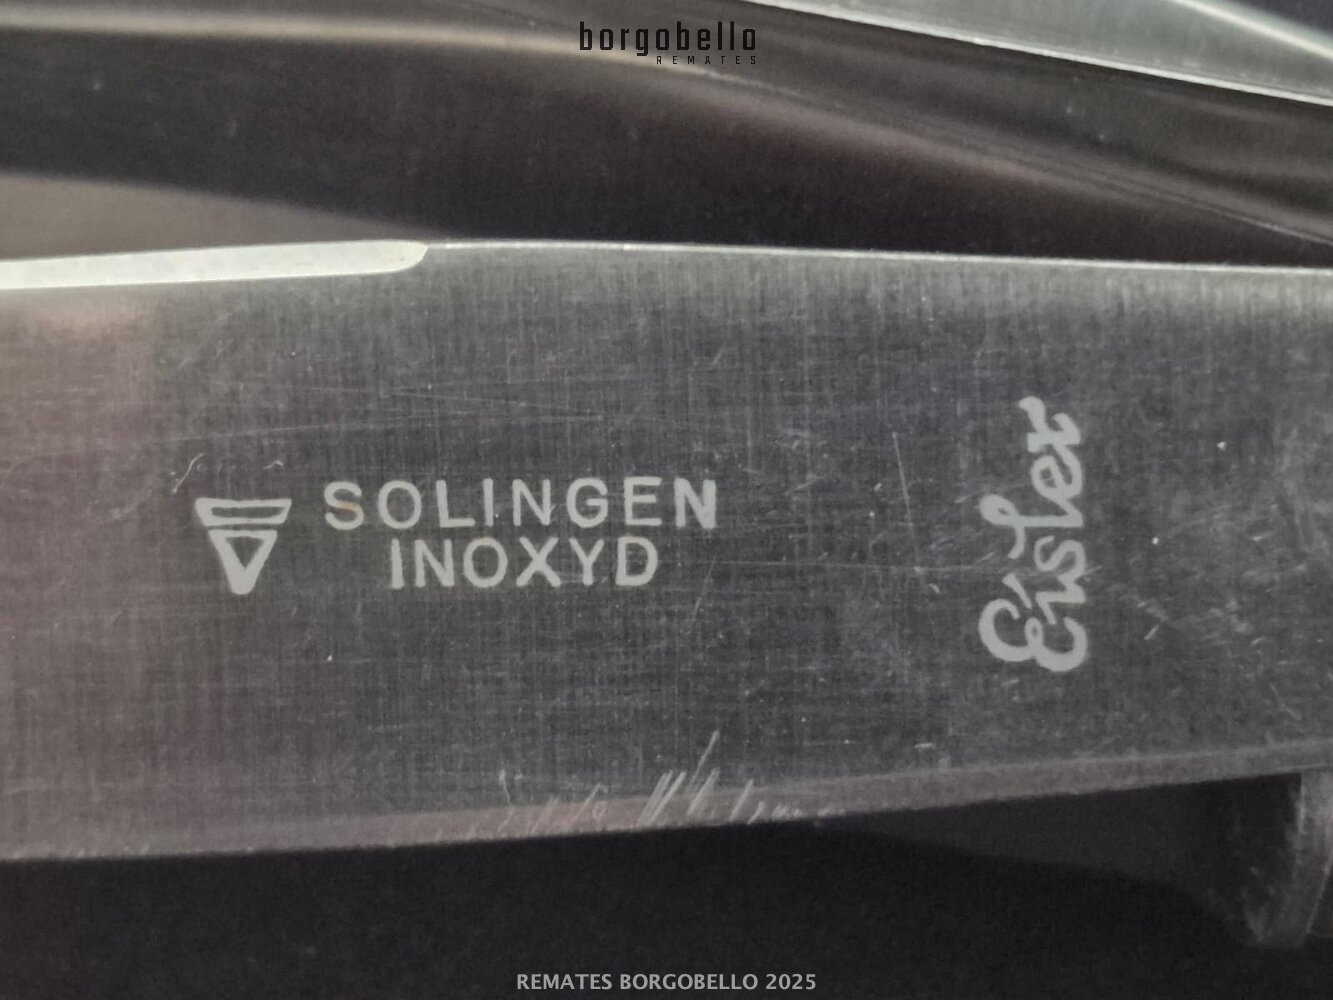 borgobello
REMATES
SOLINGEN
INOXYD
Eisler
REMATES BORGOBELLO 2025